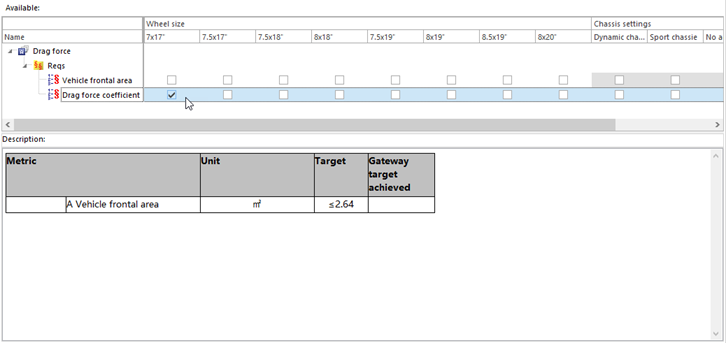 Available:
Wheel size Chassis settings
Name 7x17" 7.5x17" 7.5x18" 8x18" 7.5x19" 8x19" 8.5x19" 8x20" Dynamic cha... Sport chassie No a
Drag force
Reqs
Vehicle frontal area
Drag force coefficient
Description:
Metric Unit Target Gateway
target
achieved
A Vehicle frontal area ㎡ ≤2.64